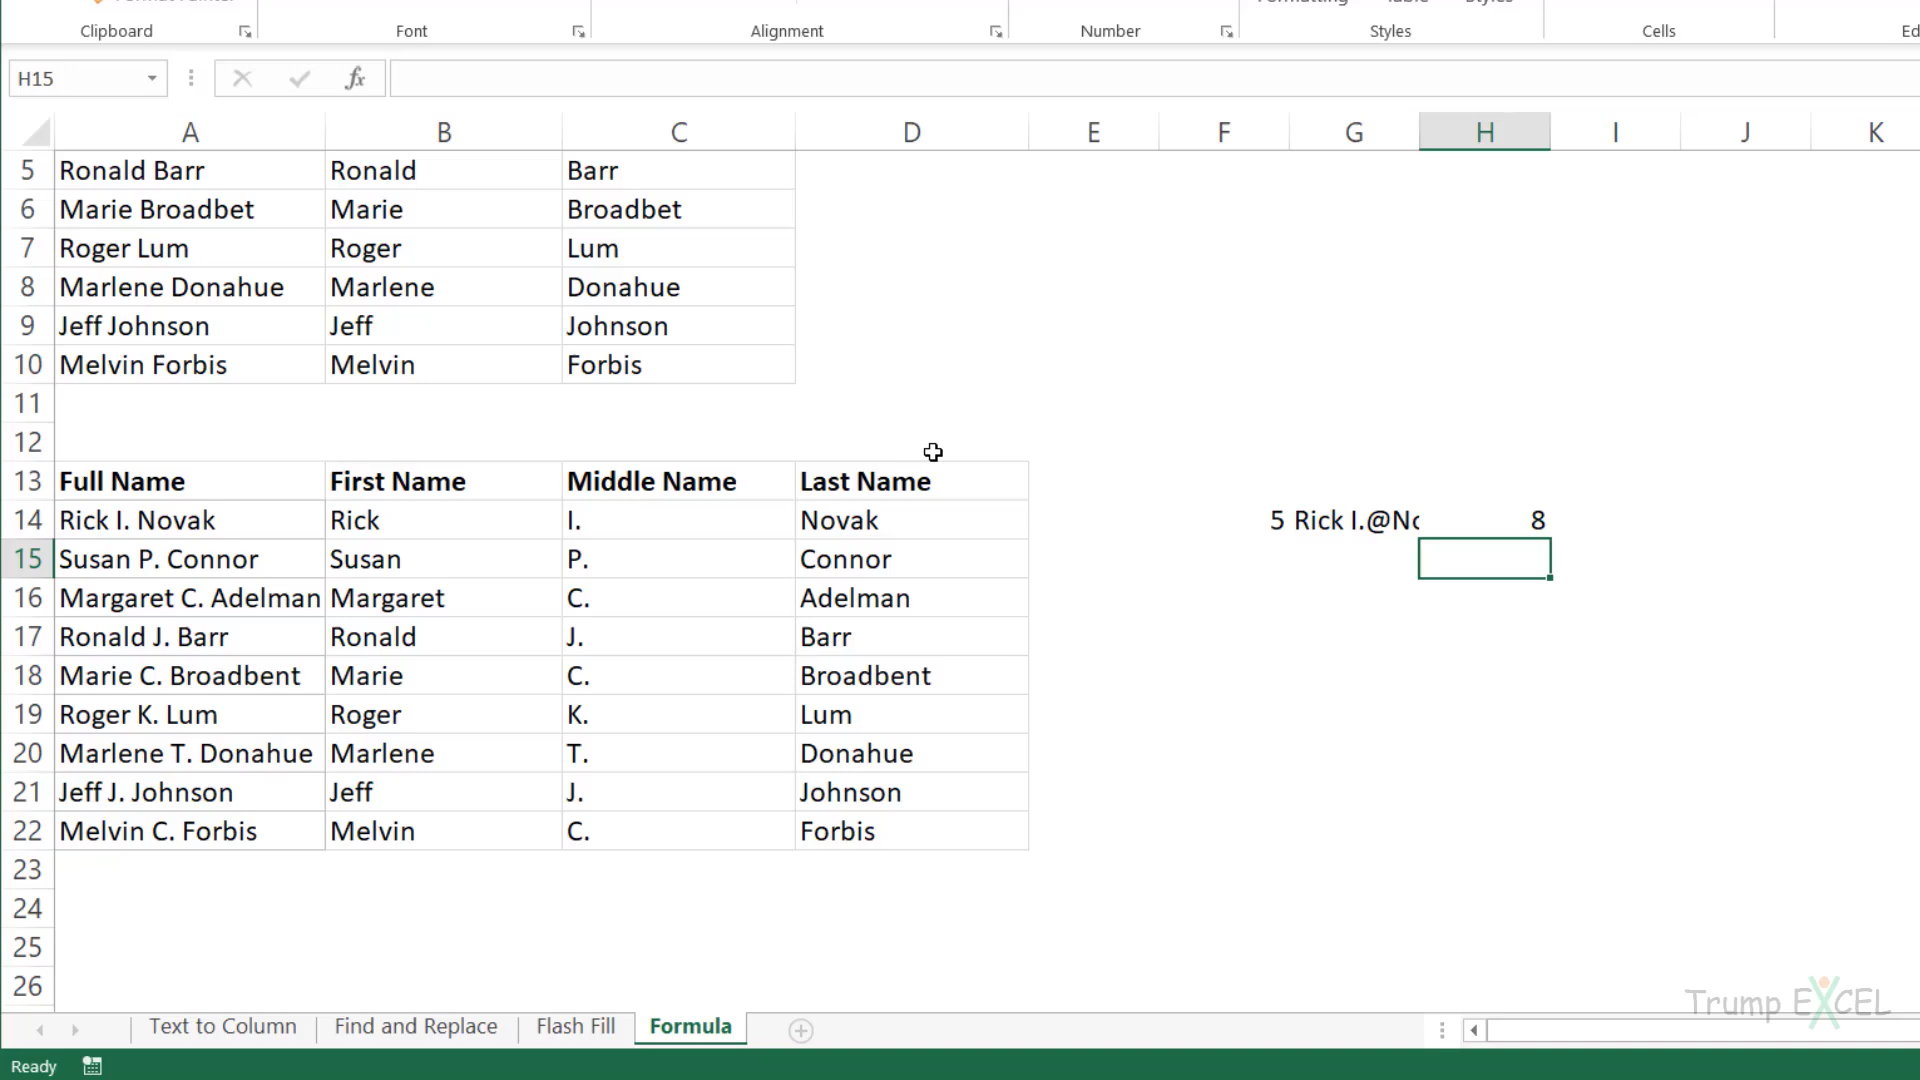 Clipboard Font Alignment Number Styles Cells
H15 fx
A B C D E F G H I J K
5 Ronald Barr Ronald Barr
6 Marie Broadbet Marie Broadbet
7 Roger Lum Roger Lum
8 Marlene Donahue Marlene Donahue
9 Jeff Johnson Jeff Johnson
10 Melvin Forbis Melvin Forbis
11
12
13 Full Name First Name Middle Name Last Name
14 Rick I. Novak Rick I. Novak 5 Rick I.@No 8
15 Susan P. Connor Susan P. Connor
16 Margaret C. Adelman Margaret C. Adelman
17 Ronald J. Barr Ronald J. Barr
18 Marie C. Broadbent Marie C. Broadbent
19 Roger K. Lum Roger K. Lum
20 Marlene T. Donahue Marlene T. Donahue
21 Jeff J. Johnson Jeff J. Johnson
22 Melvin C. Forbis Melvin C. Forbis
23
24
25
26
Trump EXCEL
Text to Column Find and Replace Flash Fill Formula
Ready